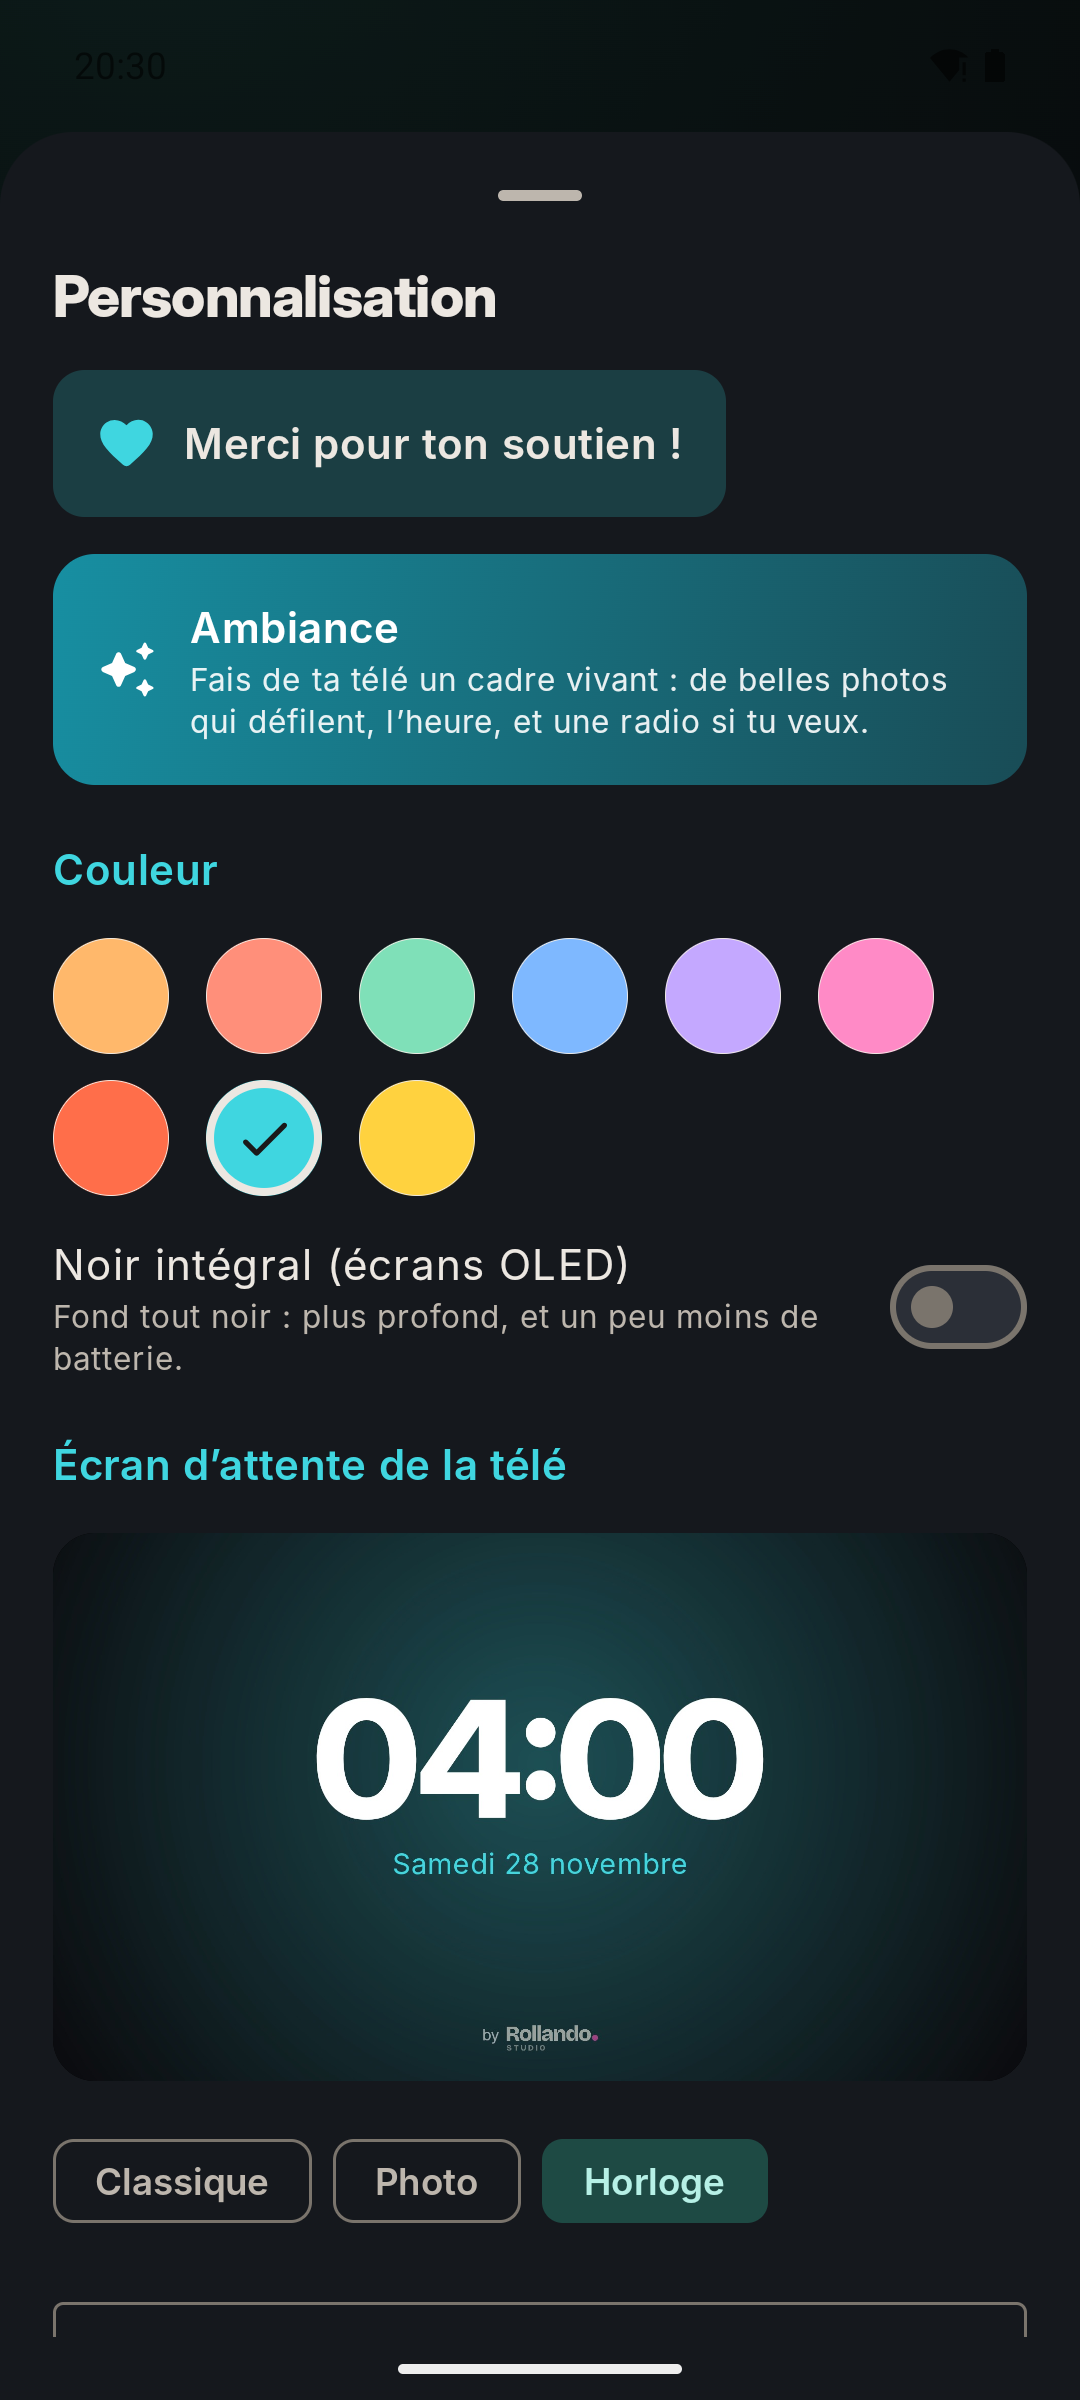 20:30
Personnalisation
Merci pour ton soutien !
Ambiance
Fais de ta télé un cadre vivant : de belles photos
qui défilent, l’heure, et une radio si tu veux.
Couleur
Noir intégral (écrans OLED)
Fond tout noir : plus profond, et un peu moins de
batterie.
Écran d’attente de la télé
04:00
Samedi 28 novembre
by Rollando.
STUDIO
Classique
Photo
Horloge